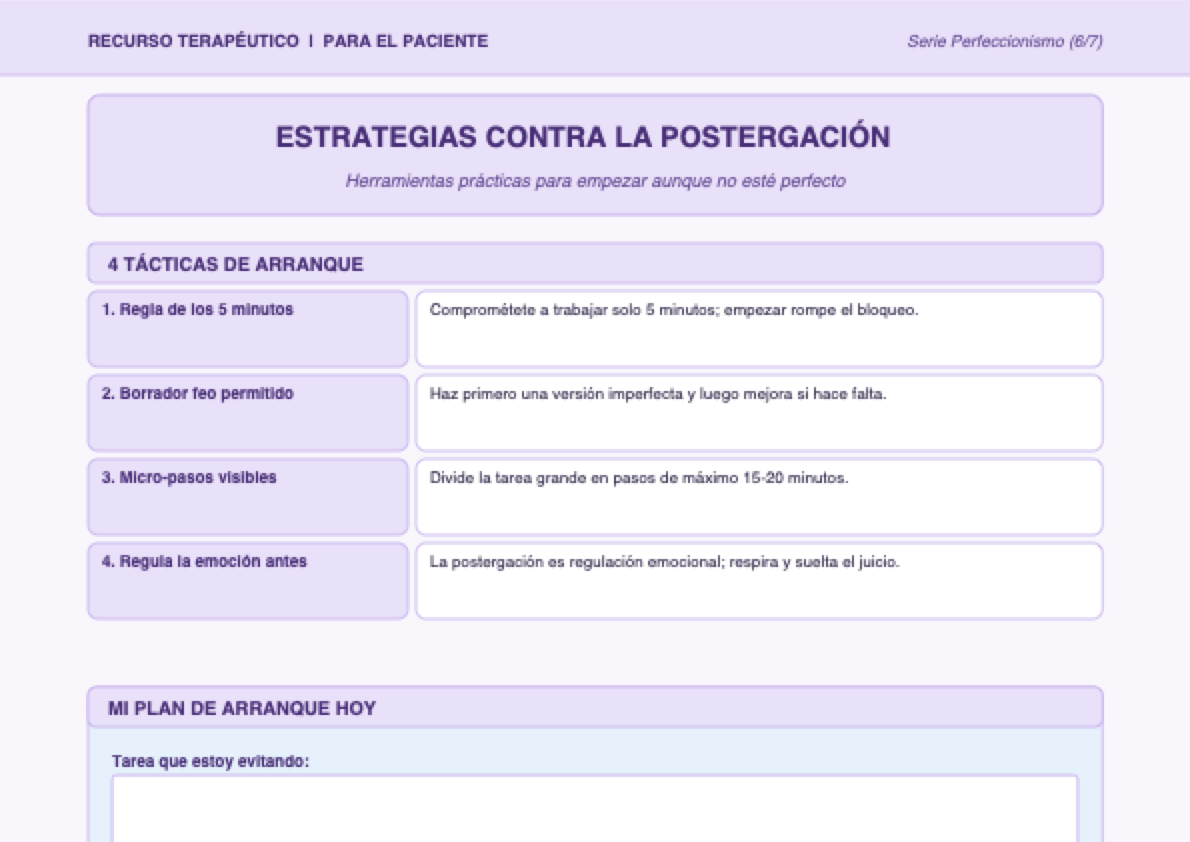 RECURSO TERAPÉUTICO | PARA EL PACIENTE
Serie Perfeccionismo (6/7)
ESTRATEGIAS CONTRA LA POSTERGACIÓN
Herramientas prácticas para empezar aunque no esté perfecto
4 TÁCTICAS DE ARRANQUE
1. Regla de los 5 minutos
Comprométete a trabajar solo 5 minutos; empezar rompe el bloqueo.
2. Borrador feo permitido
Haz primero una versión imperfecta y luego mejora si hace falta.
3. Micro-pasos visibles
Divide la tarea grande en pasos de máximo 15-20 minutos.
4. Regula la emoción antes
La postergación es regulación emocional; respira y suelta el juicio.
MI PLAN DE ARRANQUE HOY
Tarea que estoy evitando: